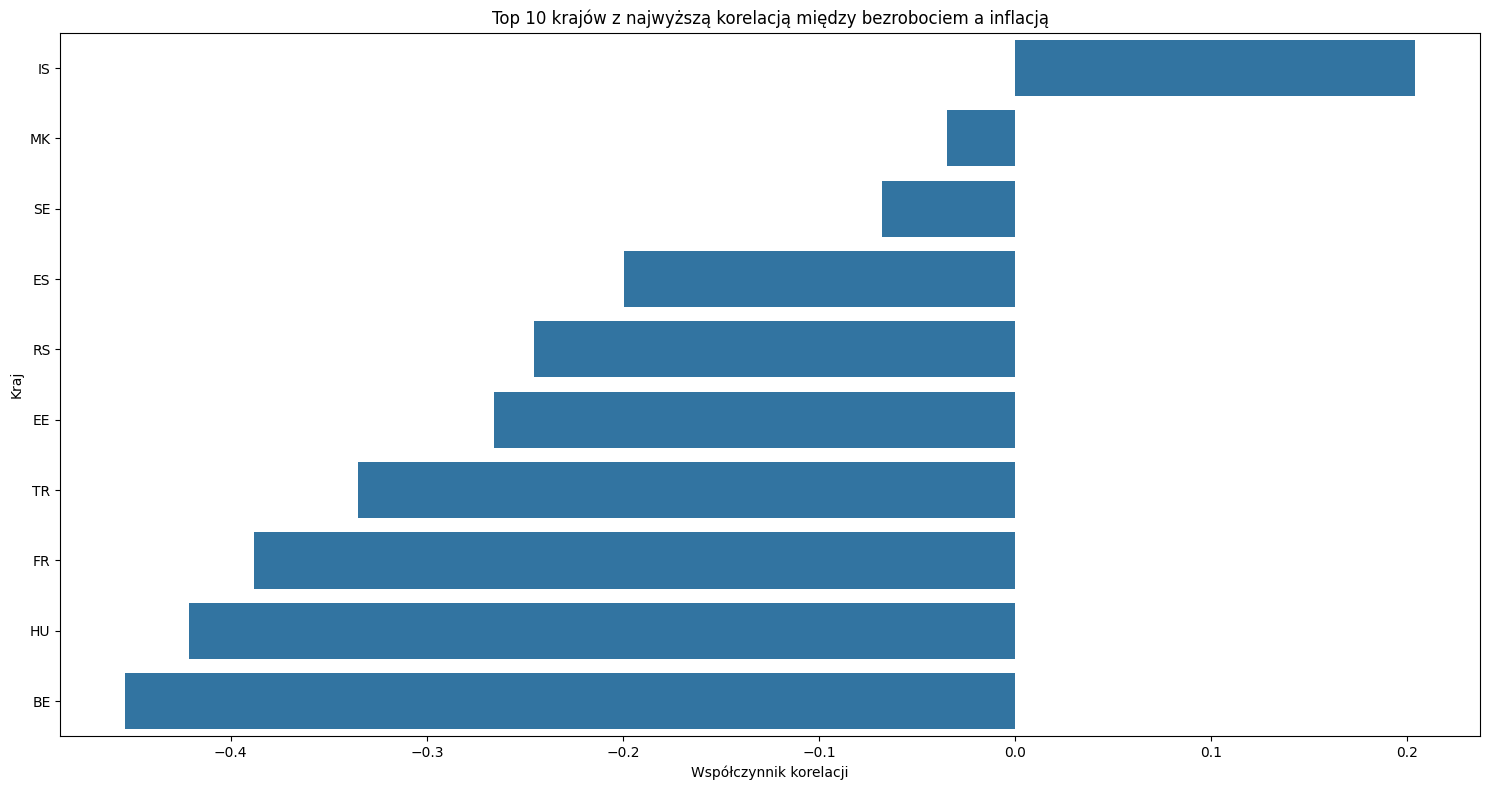 Top 10 krajów z najwyższą korelacją między bezrobociem a inflacją
Kraj
IS
MK
SE
ES
RS
EE
TR
FR
HU
BE
−0.4 −0.3 −0.2 −0.1 0.0 0.1 0.2
Współczynnik korelacji